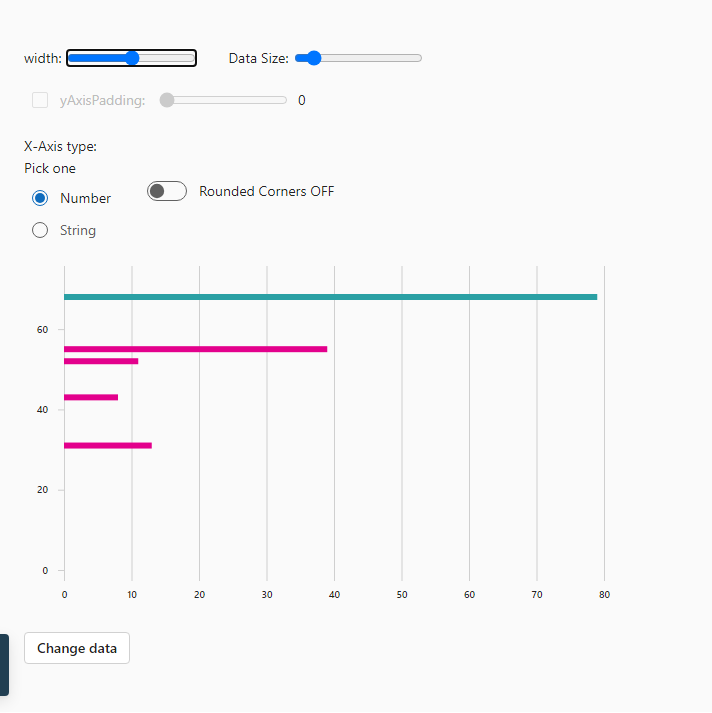 width: Data Size:
yAxisPadding: 0
X-Axis type:
Pick one
Number Rounded Corners OFF
String
60
40
20
0
0 10 20 30 40 50 60 70 80
Change data